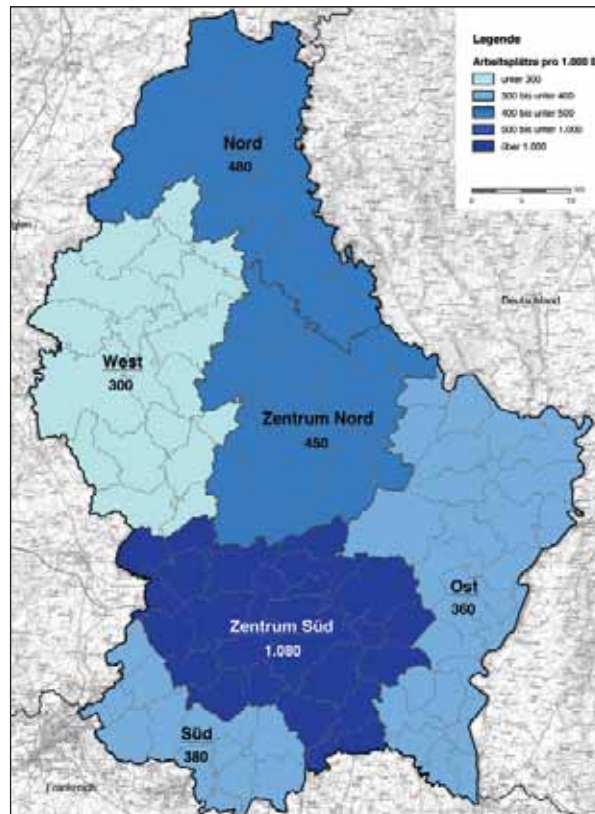 Legende
Arbeitsplätze pro 1.000 E
unter 300
300 bis unter 400
400 bis unter 500
500 bis unter 1.000
über 1.000
Nord
480
Deutschland
West
300
Zentrum Nord
450
Ost
360
Zentrum Süd
1.080
Süd
380
Frankreich